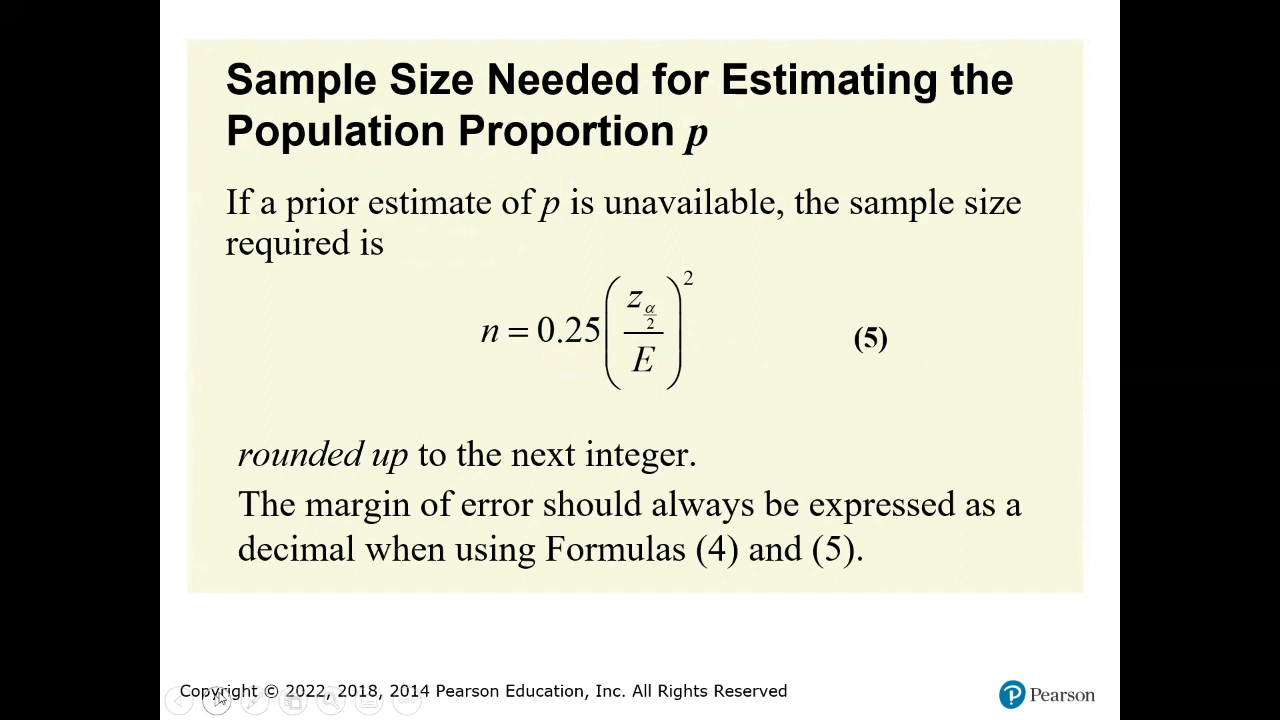 Sample Size Needed for Estimating the
Population Proportion p
If a prior estimate of p is unavailable, the sample size
required is
n = 0.25 ( z_{α/2} / E )^2 (5)
rounded up to the next integer.
The margin of error should always be expressed as a
decimal when using Formulas (4) and (5).
Copyright © 2022, 2018, 2014 Pearson Education, Inc. All Rights Reserved
P Pearson